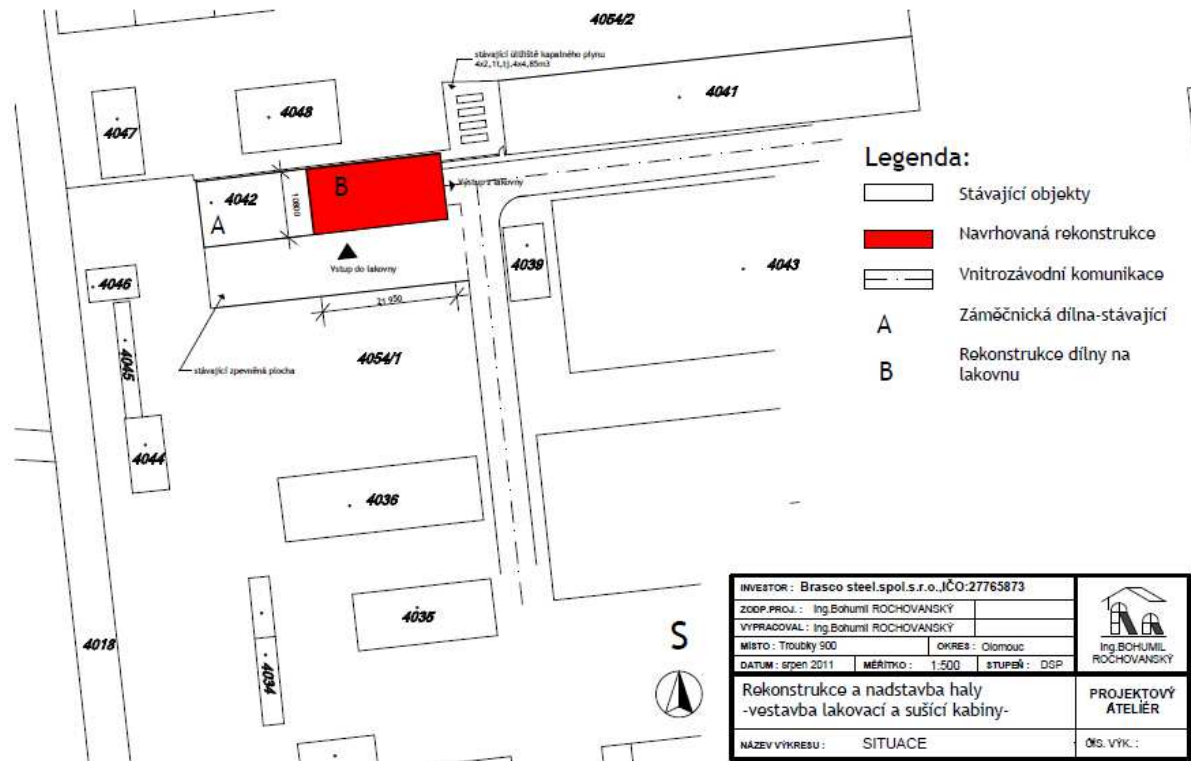 4054/2
stávající úložiště kapalného plynu
4x2,1t,tj.4x4,85m3
4041
4047
4048
Legenda:
Stávající objekty
Navrhovaná rekonstrukce
Vnitrozávodní komunikace
A
Záměčnická dílna-stávající
B
Rekonstrukce dílny na
lakovnu
4042
A
10800
B
Výstup z lakovny
Vstup do lakovny
4039
4043
4046
4045
21 950
4054/1
stávající zpevněná plocha
4044
4036
4035
4018
4034
S
INVESTOR : Brasco steel.spol.s.r.o.,IČO:27765873
ZODP.PROJ. : Ing.Bohumil ROCHOVANSKÝ
VYPRACOVAL : Ing.Bohumil ROCHOVANSKÝ
MÍSTO : Troubky 900 OKRES : Olomouc
DATUM : srpen 2011 MĚŘÍTKO : 1:500 STUPEŇ : DSP
Ing.BOHUMIL
ROCHOVANSKÝ
Rekonstrukce a nadstavba haly
-vestavba lakovací a sušící kabiny-
PROJEKTOVÝ
ATELIÉR
NÁZEV VÝKRESU : SITUACE
ČÍS. VÝK. :